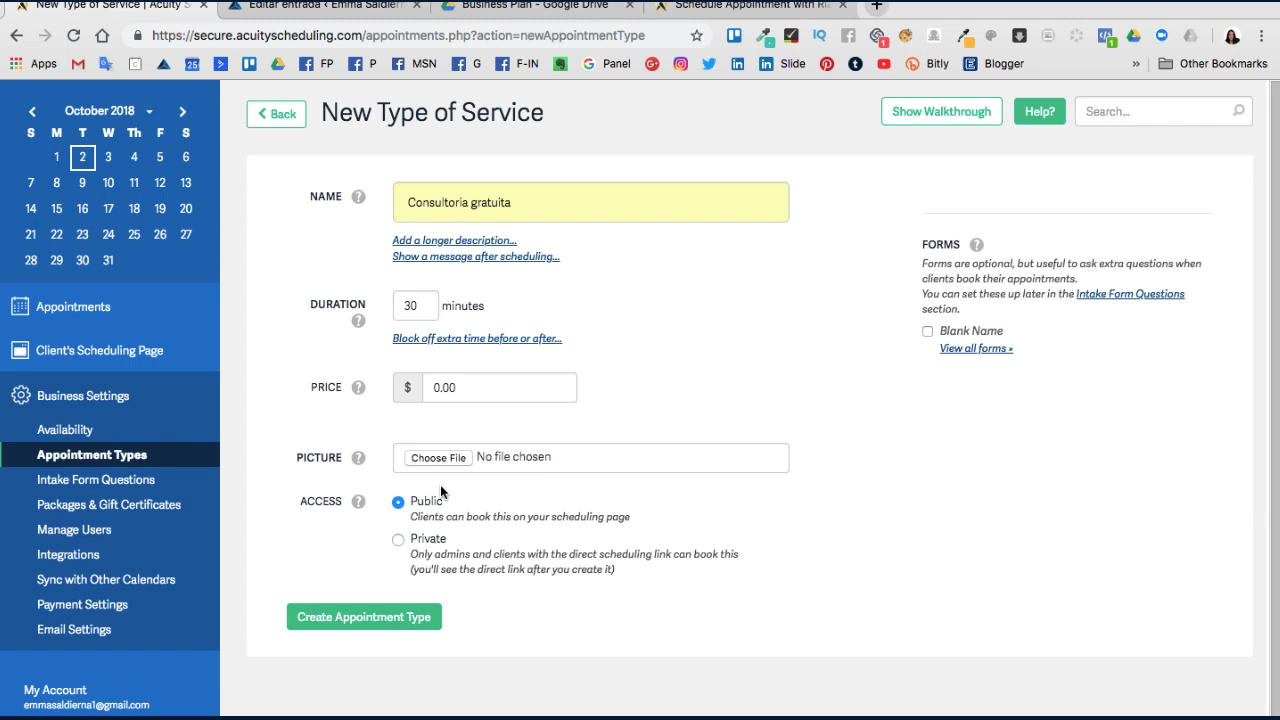 New Type of Service | Acuity S
Editar entrada ‹ Emma Saldiern
Business Plan - Google Drive
Schedule Appointment with
https://secure.acuityscheduling.com/appointments.php?action=newAppointmentType
Apps
FP
P
MSN
G
F-IN
Panel
Slide
Bitly
Blogger
»
Other Bookmarks
October 2018
S M T W Th F S
1 2 3 4 5 6
7 8 9 10 11 12 13
14 15 16 17 18 19 20
21 22 23 24 25 26 27
28 29 30 31
Appointments
Client's Scheduling Page
Business Settings
Availability
Appointment Types
Intake Form Questions
Packages & Gift Certificates
Manage Users
Integrations
Sync with Other Calendars
Payment Settings
Email Settings
My Account
emmasaldierna1@gmail.com
Back
New Type of Service
Show Walkthrough
Help?
Search...
NAME ?
Consultoria gratuita
Add a longer description...
Show a message after scheduling...
DURATION ?
30 minutes
Block off extra time before or after...
PRICE ?
$ 0.00
PICTURE ?
Choose File No file chosen
ACCESS ?
Public
Clients can book this on your scheduling page
Private
Only admins and clients with the direct scheduling link can book this
(you'll see the direct link after you create it)
Create Appointment Type
FORMS ?
Forms are optional, but useful to ask extra questions when
clients book their appointments.
You can set these up later in the Intake Form Questions
section.
Blank Name
View all forms »